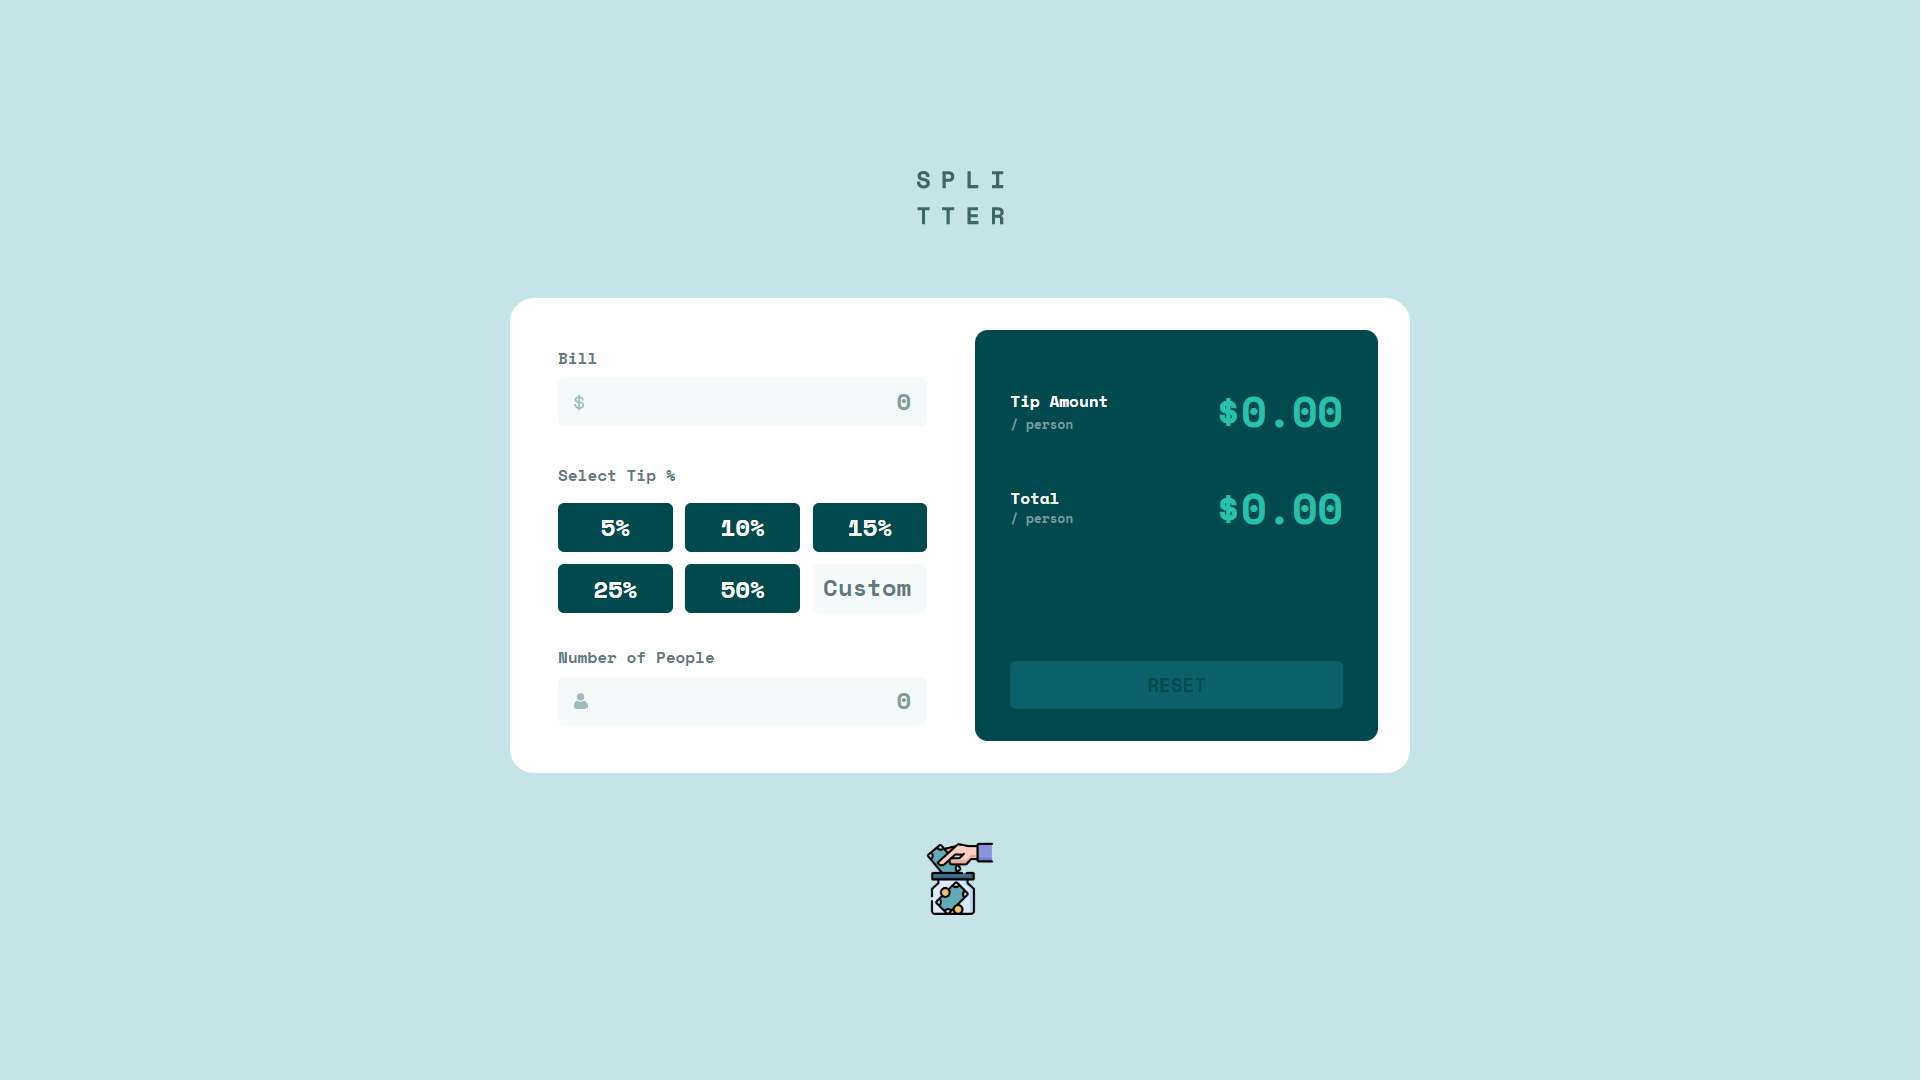 SPLI
TTER
Bill
$
0
Select Tip %
5%
10%
15%
25%
50%
Custom
Number of People
0
Tip Amount
/ person
$0.00
Total
/ person
$0.00
RESET